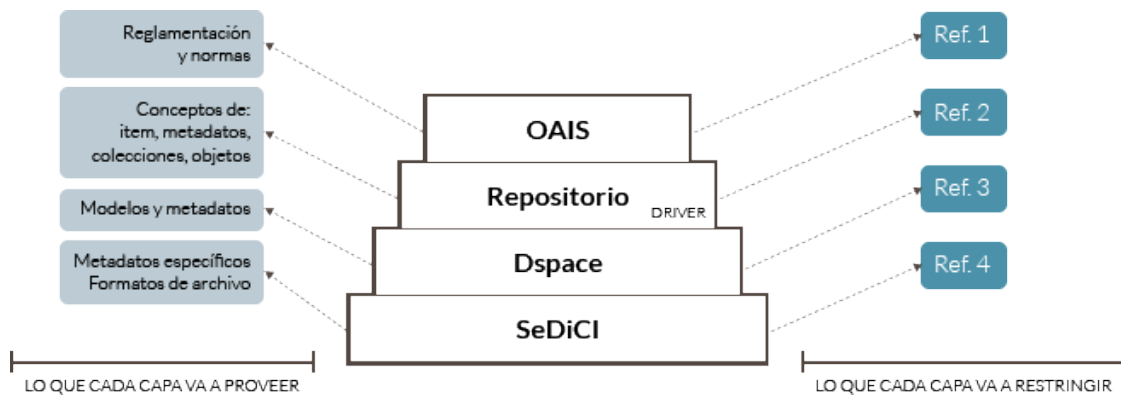 Reglamentación
y normas
Conceptos de:
item, metadatos,
colecciones, objetos
Modelos y metadatos
Metadatos específicos
Formatos de archivo
LO QUE CADA CAPA VA A PROVEER
OAIS
Repositorio
DRIVER
Dspace
SeDiCI
Ref. 1
Ref. 2
Ref. 3
Ref. 4
LO QUE CADA CAPA VA A RESTRINGIR